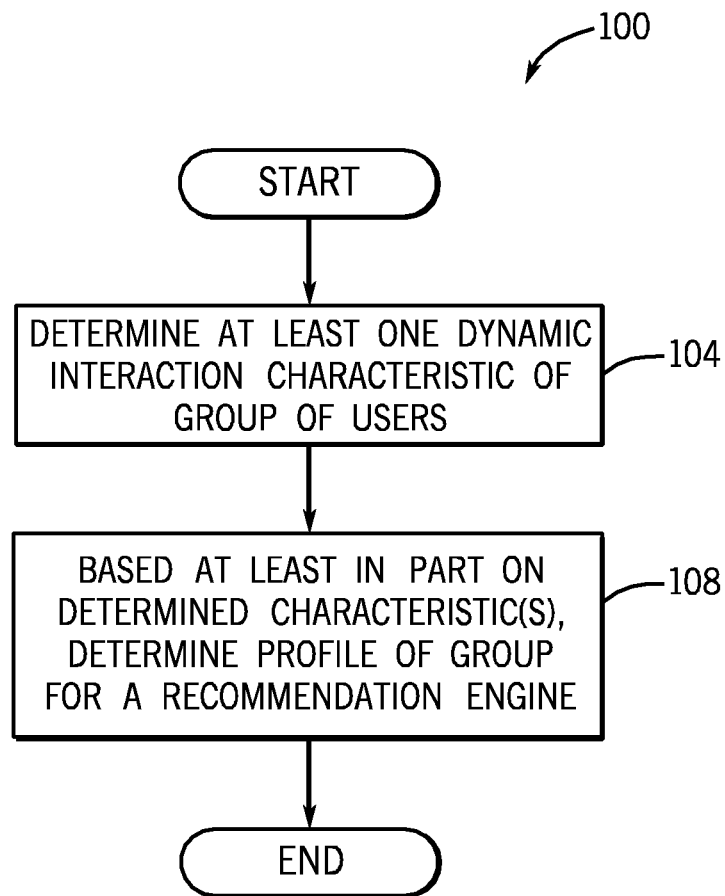 100
START
DETERMINE AT LEAST ONE DYNAMIC
INTERACTION CHARACTERISTIC OF
GROUP OF USERS
104
BASED AT LEAST IN PART ON
DETERMINED CHARACTERISTIC(S),
DETERMINE PROFILE OF GROUP
FOR A RECOMMENDATION ENGINE
108
END